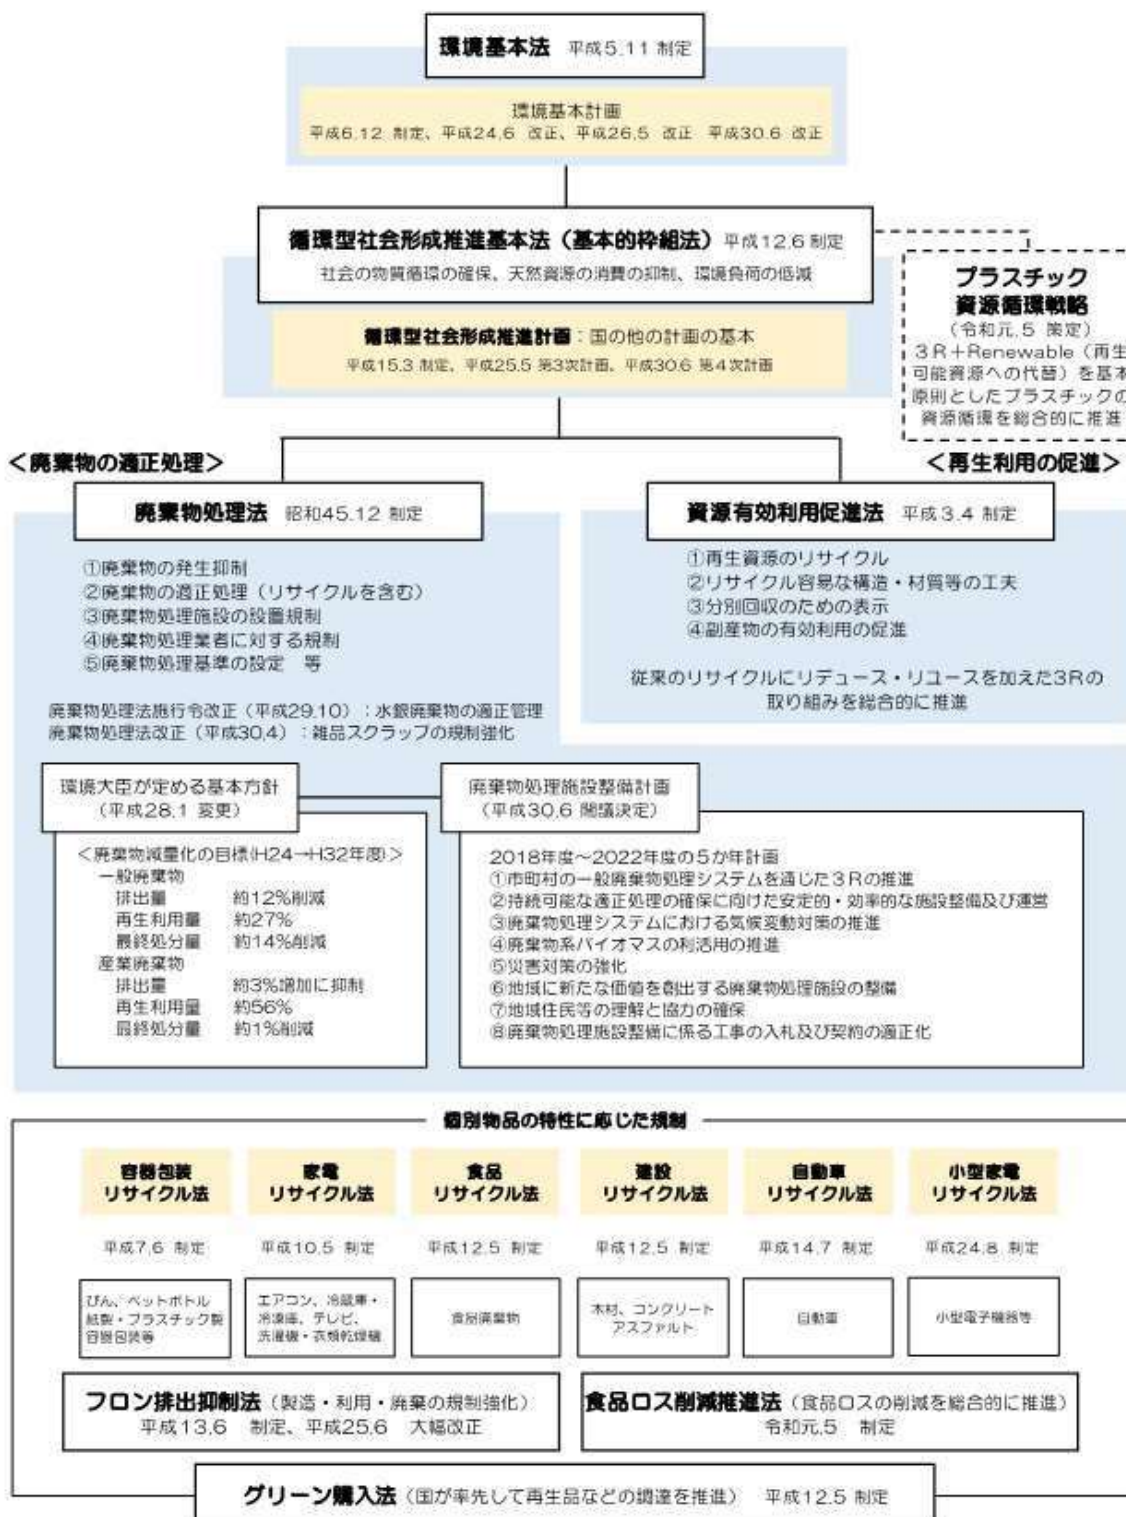 環境基本法 平成5.11 制定
環境基本計画
平成6.12 制定、平成24.6 改正、平成26.5 改正 平成30.6 改正
循環型社会形成推進基本法（基本的枠組法）平成12.6 制定
社会の物質循環の確保、天然資源の消費の抑制、環境負荷の低減
循環型社会形成推進計画：国の他の計画の基本
平成15.3 制定、平成25.5 第3次計画、平成30.6 第4次計画
プラスチック
資源循環戦略
（令和元.5 策定）
3R＋Renewable（再生
可能資源への代替）を基本
原則としたプラスチックの
資源循環を総合的に推進
＜廃棄物の適正処理＞
＜再生利用の促進＞
廃棄物処理法 昭和45.12 制定
①廃棄物の発生抑制
②廃棄物の適正処理（リサイクルを含む）
③廃棄物処理施設の設置規制
④廃棄物処理業者に対する規制
⑤廃棄物処理基準の設定 等
廃棄物処理法施行令改正（平成29.10）：水銀廃棄物の適正管理
廃棄物処理法改正（平成30.4）：雑品スクラップの規制強化
資源有効利用促進法 平成3.4 制定
①再生資源のリサイクル
②リサイクル容易な構造・材質等の工夫
③分別回収のための表示
④副産物の有効利用の促進
従来のリサイクルにリデュース・リユースを加えた3Rの
取り組みを総合的に推進
環境大臣が定める基本方針
（平成28.1 変更）
＜廃棄物減量化の目標(H24→H32年度)＞
一般廃棄物
排出量 約12%削減
再生利用量 約27%
最終処分量 約14%削減
産業廃棄物
排出量 約3%増加に抑制
再生利用量 約56%
最終処分量 約1%削減
廃棄物処理施設整備計画
（平成30.6 閣議決定）
2018年度～2022年度の5か年計画
①市町村の一般廃棄物処理システムを通じた3Rの推進
②持続可能な適正処理の確保に向けた安定的・効率的な施設整備及び運営
③廃棄物処理システムにおける気候変動対策の推進
④廃棄物系バイオマスの利活用の推進
⑤災害対策の強化
⑥地域に新たな価値を創出する廃棄物処理施設の整備
⑦地域住民等の理解と協力の確保
⑧廃棄物処理施設整備に係る工事の入札及び契約の適正化
個別物品の特性に応じた規制
容器包装
リサイクル法
平成7.6 制定
びん、ペットボトル
紙製・プラスチック製
容器包装等
家電
リサイクル法
平成10.5 制定
エアコン、冷蔵庫・
冷凍庫、テレビ、
洗濯機・衣類乾燥機
食品
リサイクル法
平成12.5 制定
食品廃棄物
建設
リサイクル法
平成12.5 制定
木材、コンクリート
アスファルト
自動車
リサイクル法
平成14.7 制定
自動車
小型家電
リサイクル法
平成24.8 制定
小型電子機器等
フロン排出抑制法（製造・利用・廃棄の規制強化）
平成13.6 制定、平成25.6 大幅改正
食品ロス削減推進法（食品ロスの削減を総合的に推進）
令和元.5 制定
グリーン購入法（国が率先して再生品などの調達を推進） 平成12.5 制定